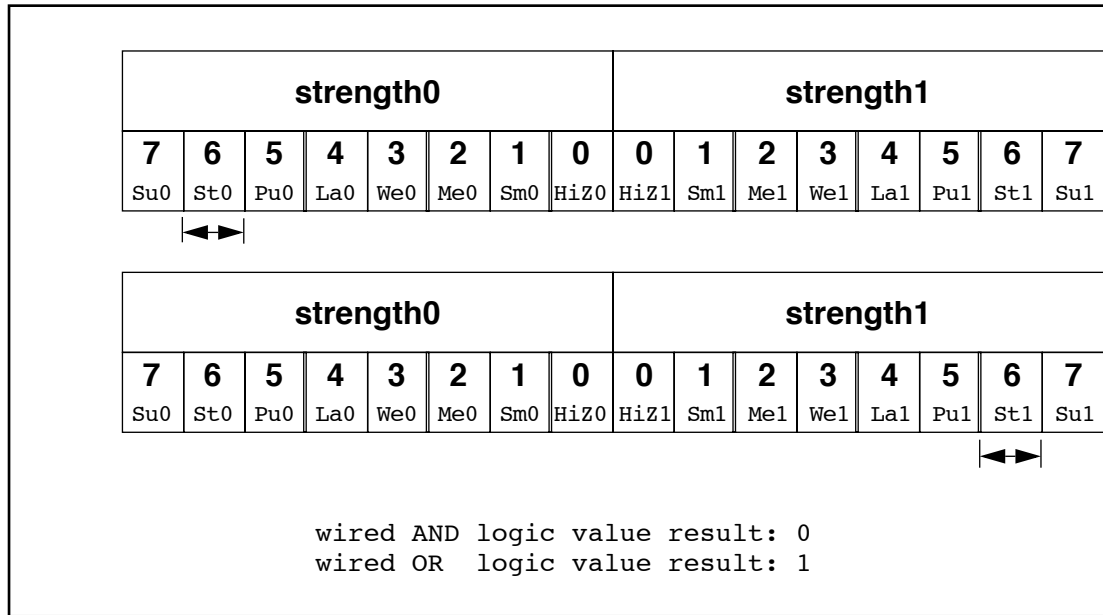 strength0 strength1
7 6 5 4 3 2 1 0 0 1 2 3 4 5 6 7
Su0 St0 Pu0 La0 We0 Me0 Sm0 HiZ0 HiZ1 Sm1 Me1 We1 La1 Pu1 St1 Su1
strength0 strength1
7 6 5 4 3 2 1 0 0 1 2 3 4 5 6 7
Su0 St0 Pu0 La0 We0 Me0 Sm0 HiZ0 HiZ1 Sm1 Me1 We1 La1 Pu1 St1 Su1
wired AND logic value result: 0
wired OR logic value result: 1